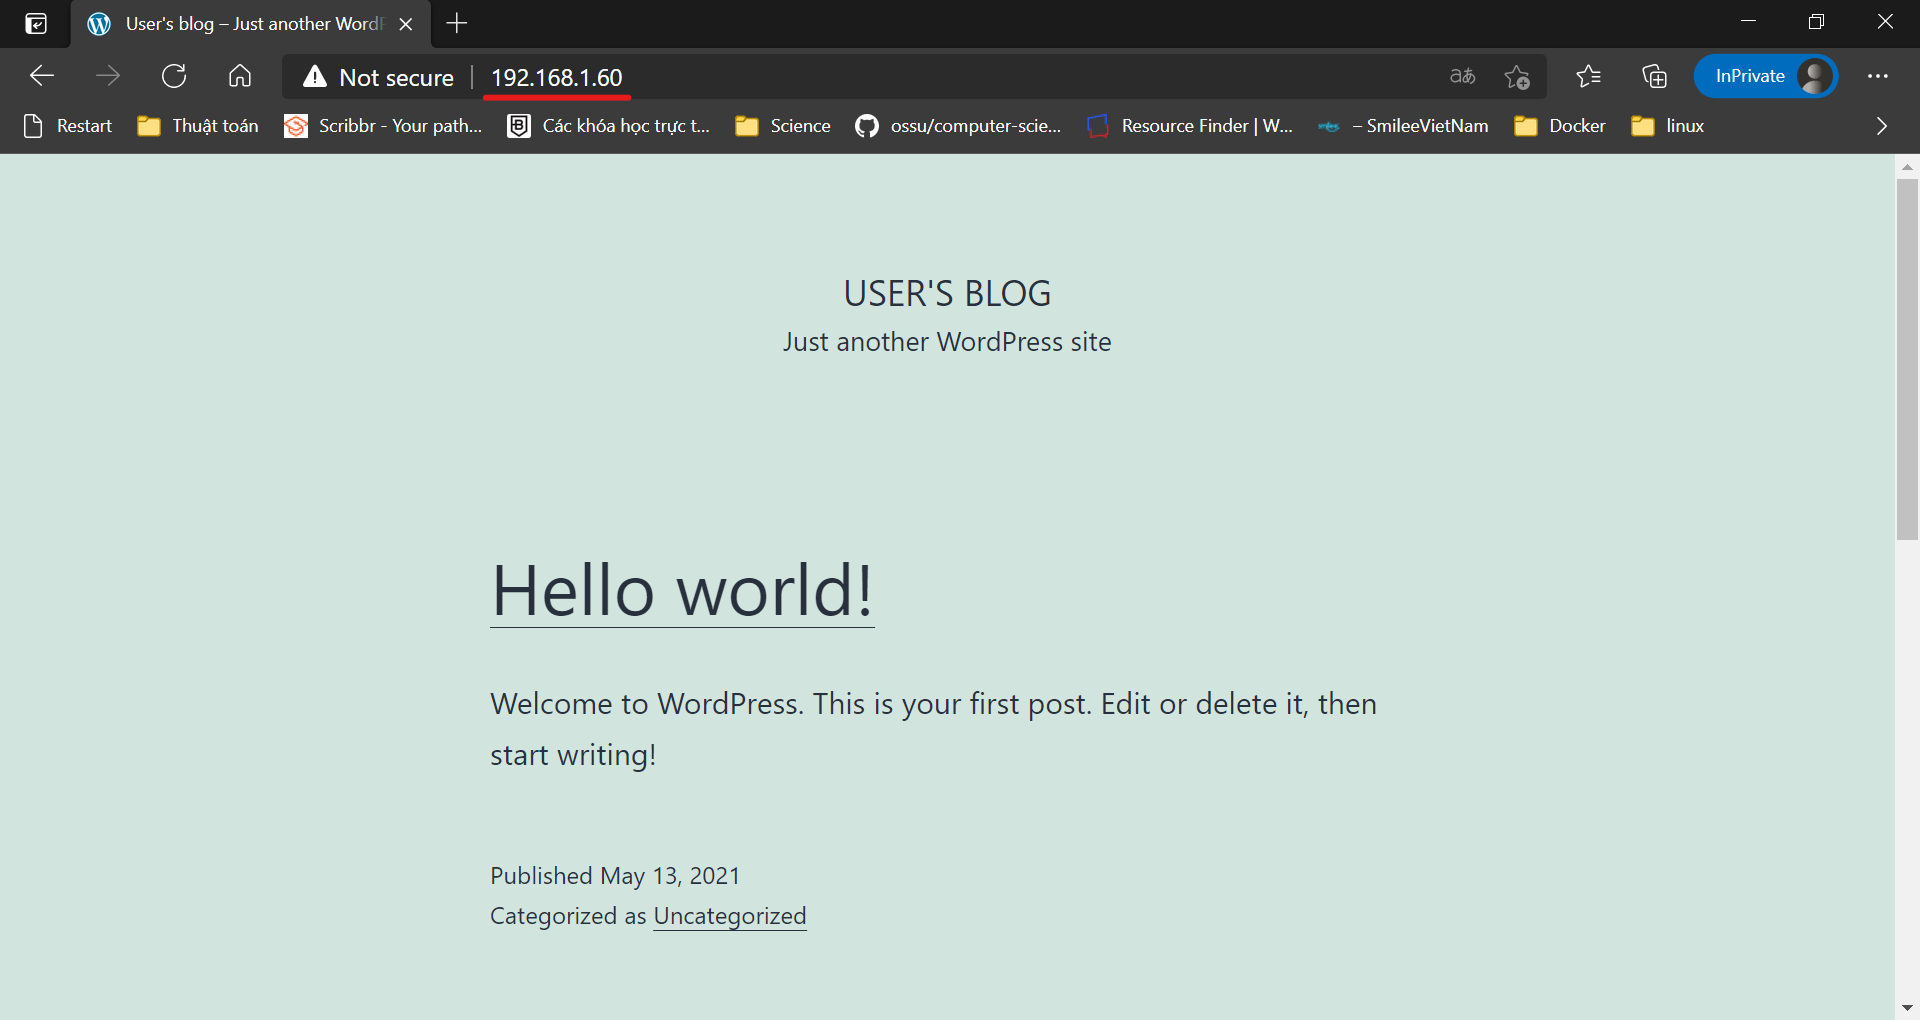 User's blog – Just another Word
Not secure
192.168.1.60
aあ
InPrivate
Restart
Thuật toán
Scribbr - Your path...
Các khóa học trực t...
Science
ossu/computer-scie...
Resource Finder | W...
– SmileeVietNam
Docker
linux
USER'S BLOG
Just another WordPress site
Hello world!
Welcome to WordPress. This is your first post. Edit or delete it, then
start writing!
Published May 13, 2021
Categorized as Uncategorized